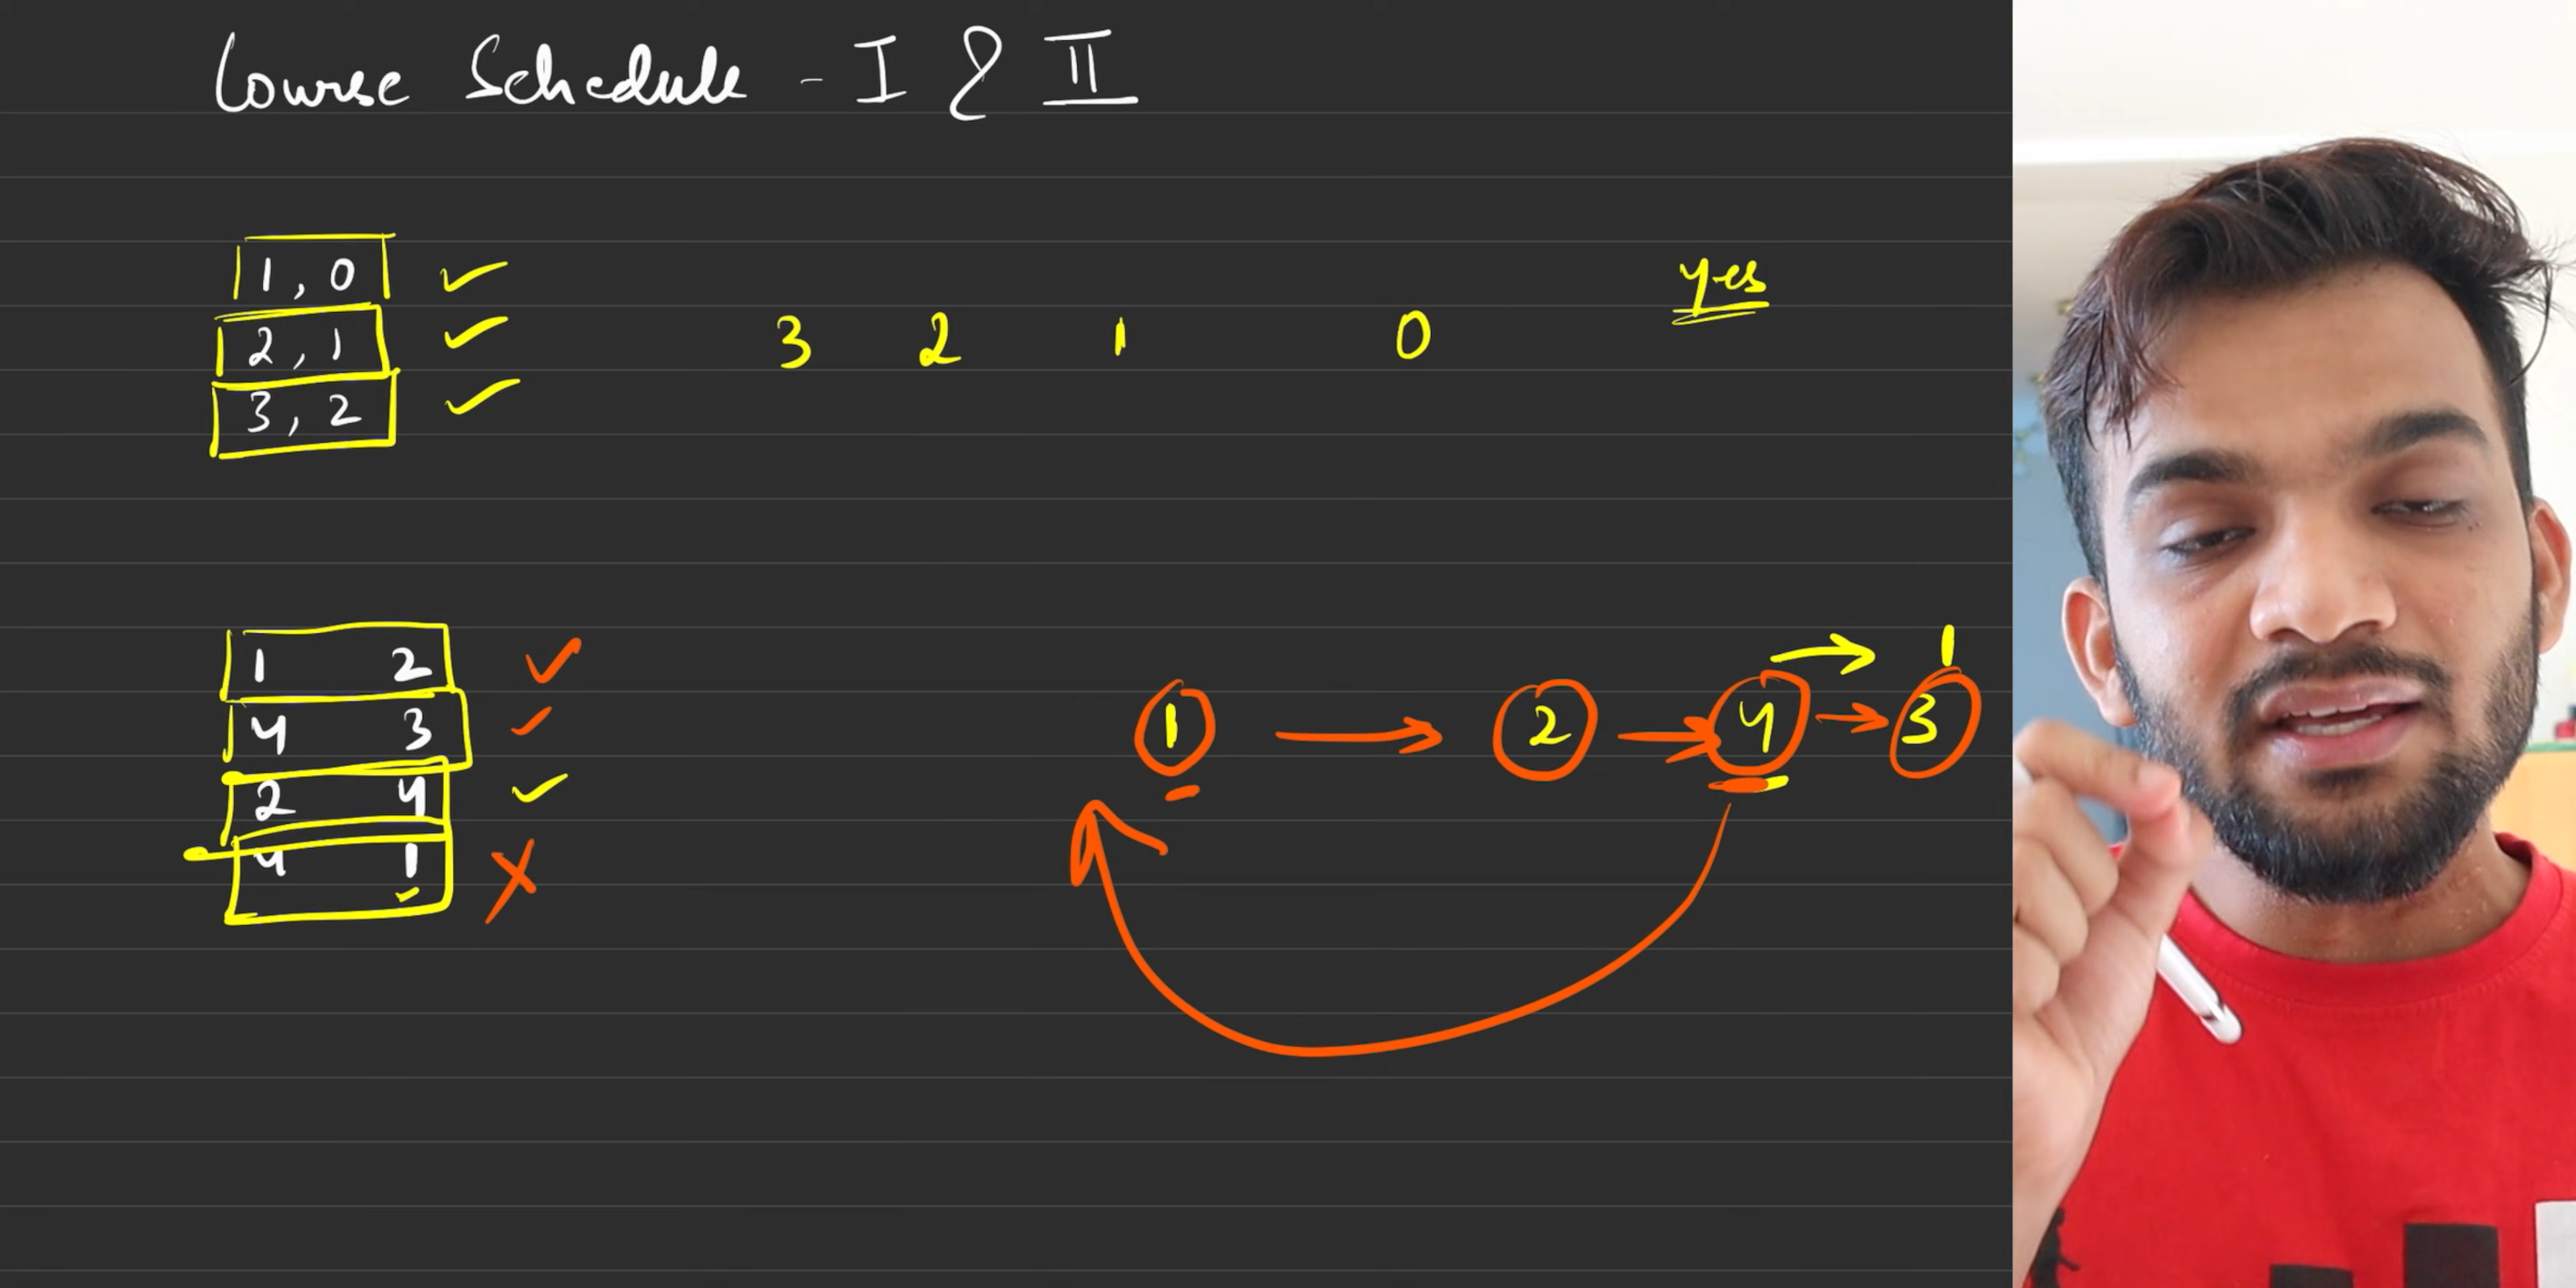 Course Schedule - I & II
1, 0
2, 1
3, 2
3 2 1 0
yes
1 2
4 3
2 4
4 1
1
1 2 4 3